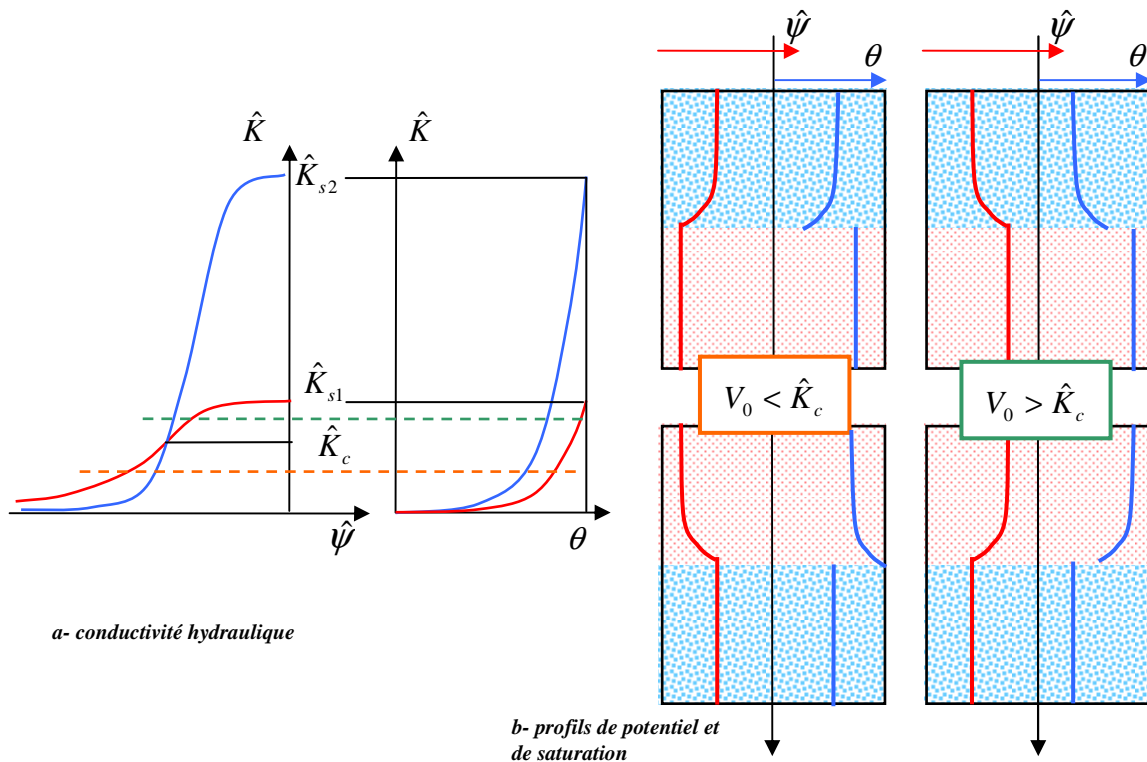 K̂
K̂
K̂s2
K̂s1
K̂c
ψ̂
θ
a- conductivité hydraulique
ψ̂
θ
ψ̂
θ
V0 < K̂c
V0 > K̂c
b- profils de potentiel et
de saturation